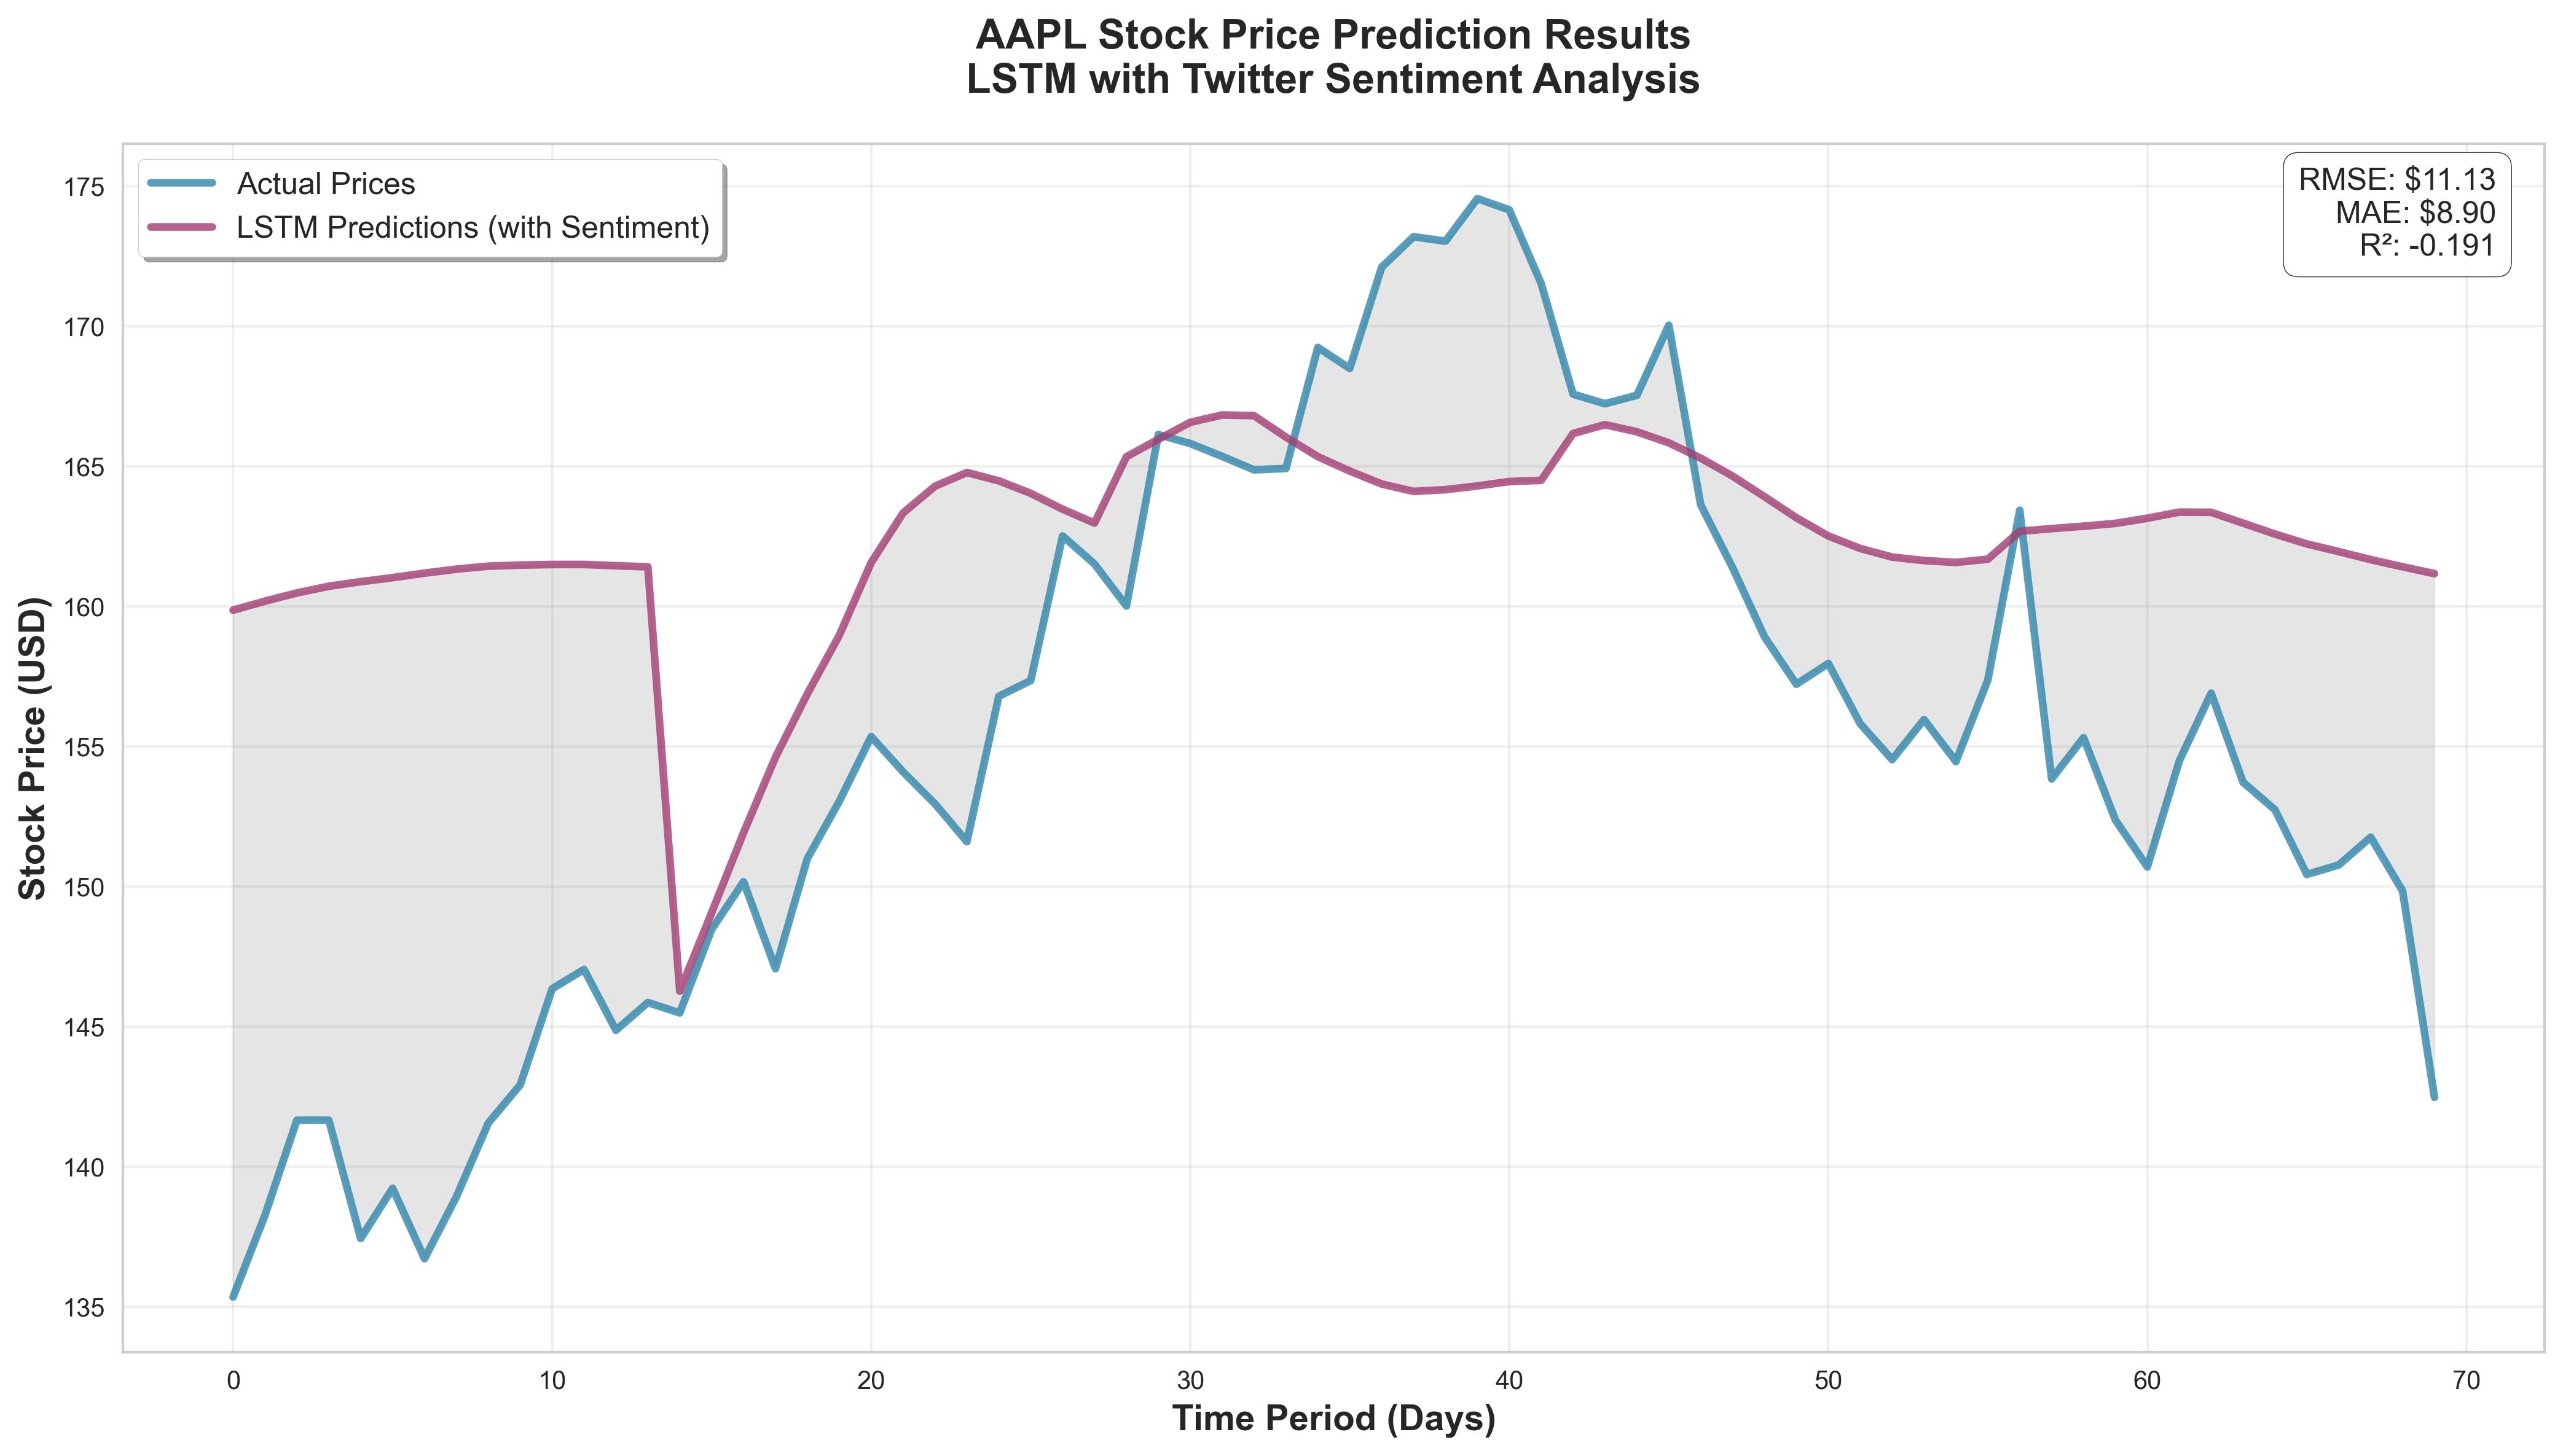 AAPL Stock Price Prediction Results
LSTM with Twitter Sentiment Analysis
Actual Prices
LSTM Predictions (with Sentiment)
RMSE: $11.13
MAE: $8.90
R²: -0.191
Stock Price (USD)
175
170
165
160
155
150
145
140
135
0 10 20 30 40 50 60 70
Time Period (Days)